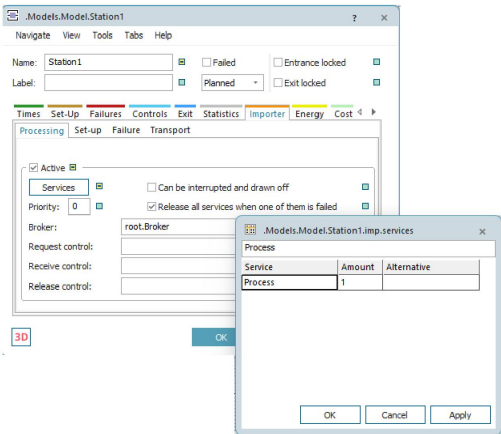 .Models.Model.Station1 ? ×
Navigate View Tools Tabs Help
Name: Station1 Failed Entrance locked
Label: Planned Exit locked
Times Set-Up Failures Controls Exit Statistics Importer Energy Cost
Processing Set-up Failure Transport
Active
Services Can be interrupted and drawn off
Priority: 0 Release all services when one of them is failed
Broker: root.Broker
Request control:
Receive control:
Release control:
3D OK
.Models.Model.Station1.imp.services ×
Process
Service Amount Alternative
Process 1
OK Cancel Apply